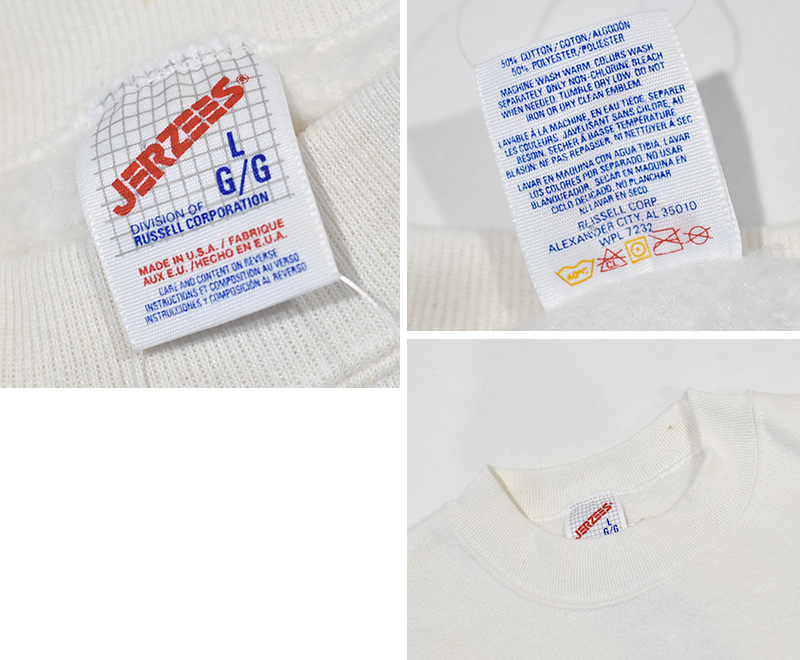 JERZEES®
L
G/G
DIVISION OF
RUSSELL CORPORATION
MADE IN U.S.A. / FABRIQUE
AUX E.U. /HECHO EN E.U.A.
CARE AND CONTENT ON REVERSE
INSTRUCTIONS ET COMPOSITION AU VERSO
INSTRUCCIONES Y COMPOSICIÓN AL REVERSO
50% COTTON/COTON/ALGODÓN
50% POLYESTER/POLIESTER
MACHINE WASH WARM, COLORS WASH
SEPARATELY ONLY NON-CHLORINE BLEACH
WHEN NEEDED. TUMBLE DRY LOW. DO NOT
IRON OR DRY CLEAN EMBLEM
LAVABLE À LA MACHINE, EN EAU TIÈDE, SEPARER
LES COULEURS. JAVELISANT SANS CHLORE, AU
BESOIN, SECHER À BASSE TEMPÉRATURE
BLASON: NE PAS REPASSER, NI NETTOYER À SEC
LAVAR EN MAQUINA CON AGUA TIBIA, LAVAR
LOS COLORES POR SEPARADO, NO USAR
BLANQUEADOR, SECAR EN MAQUINA EN
CICLO DELICADO, NO PLANCHAR
NI LAVAR EN SECO
RUSSELL CORP.
ALEXANDER CITY, AL 35010
WPL 7232
40°C
CL
JERZEES
L
G/G